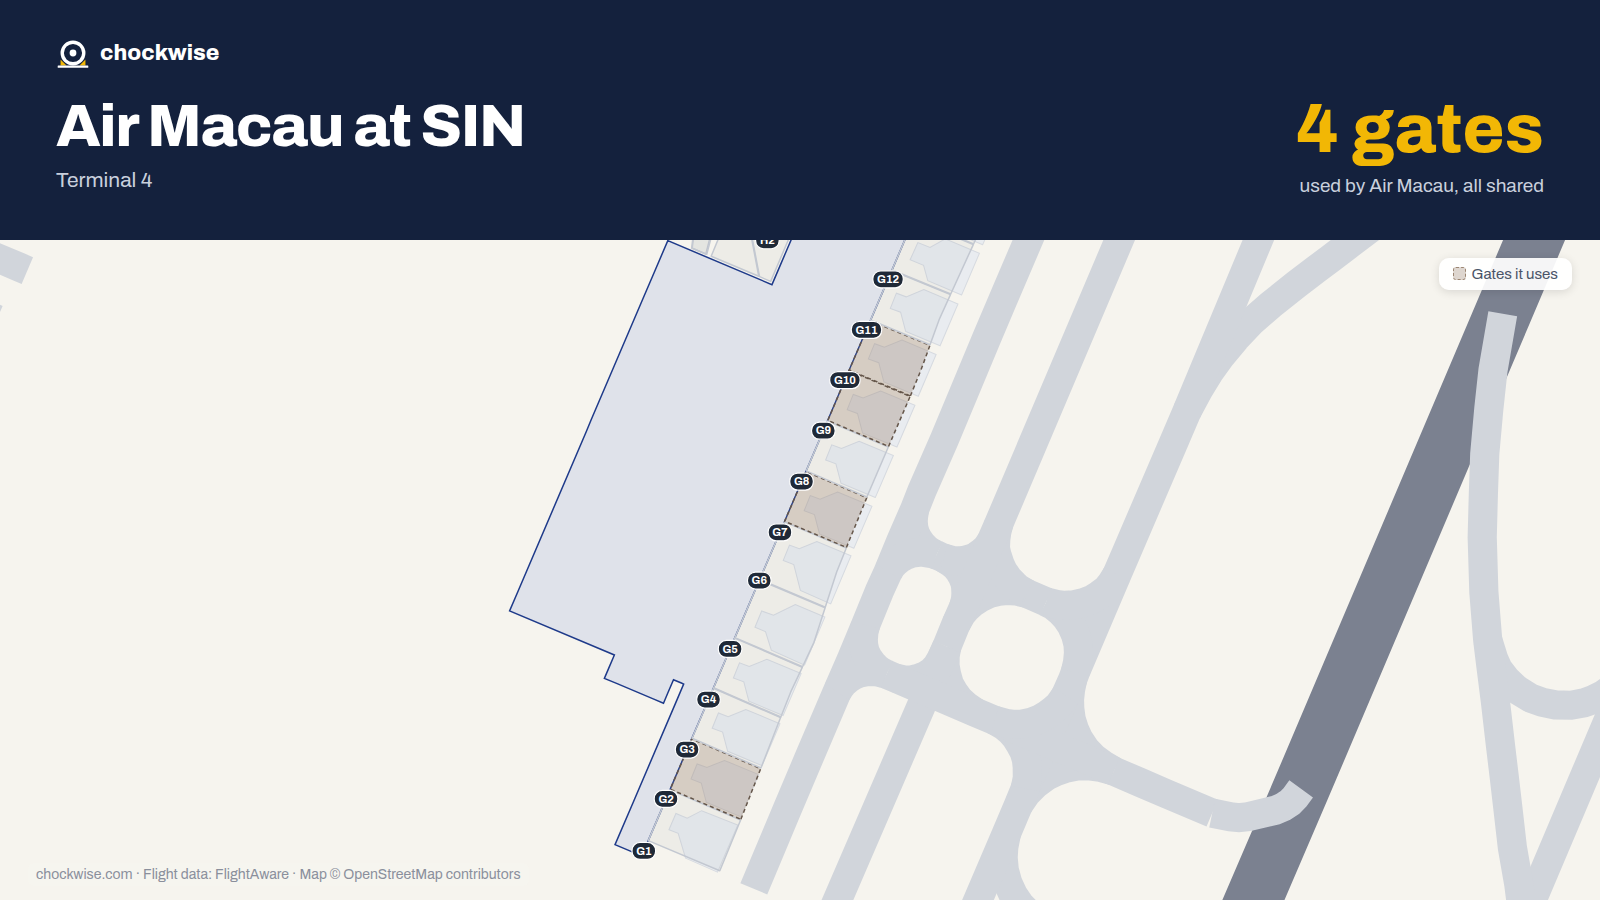 chockwise
Air Macau at SIN
Terminal 4
4 gates
used by Air Macau, all shared
Gates it uses
H2
G12
G11
G10
G9
G8
G7
G6
G5
G4
G3
G2
G1
chockwise.com · Flight data: FlightAware · Map © OpenStreetMap contributors